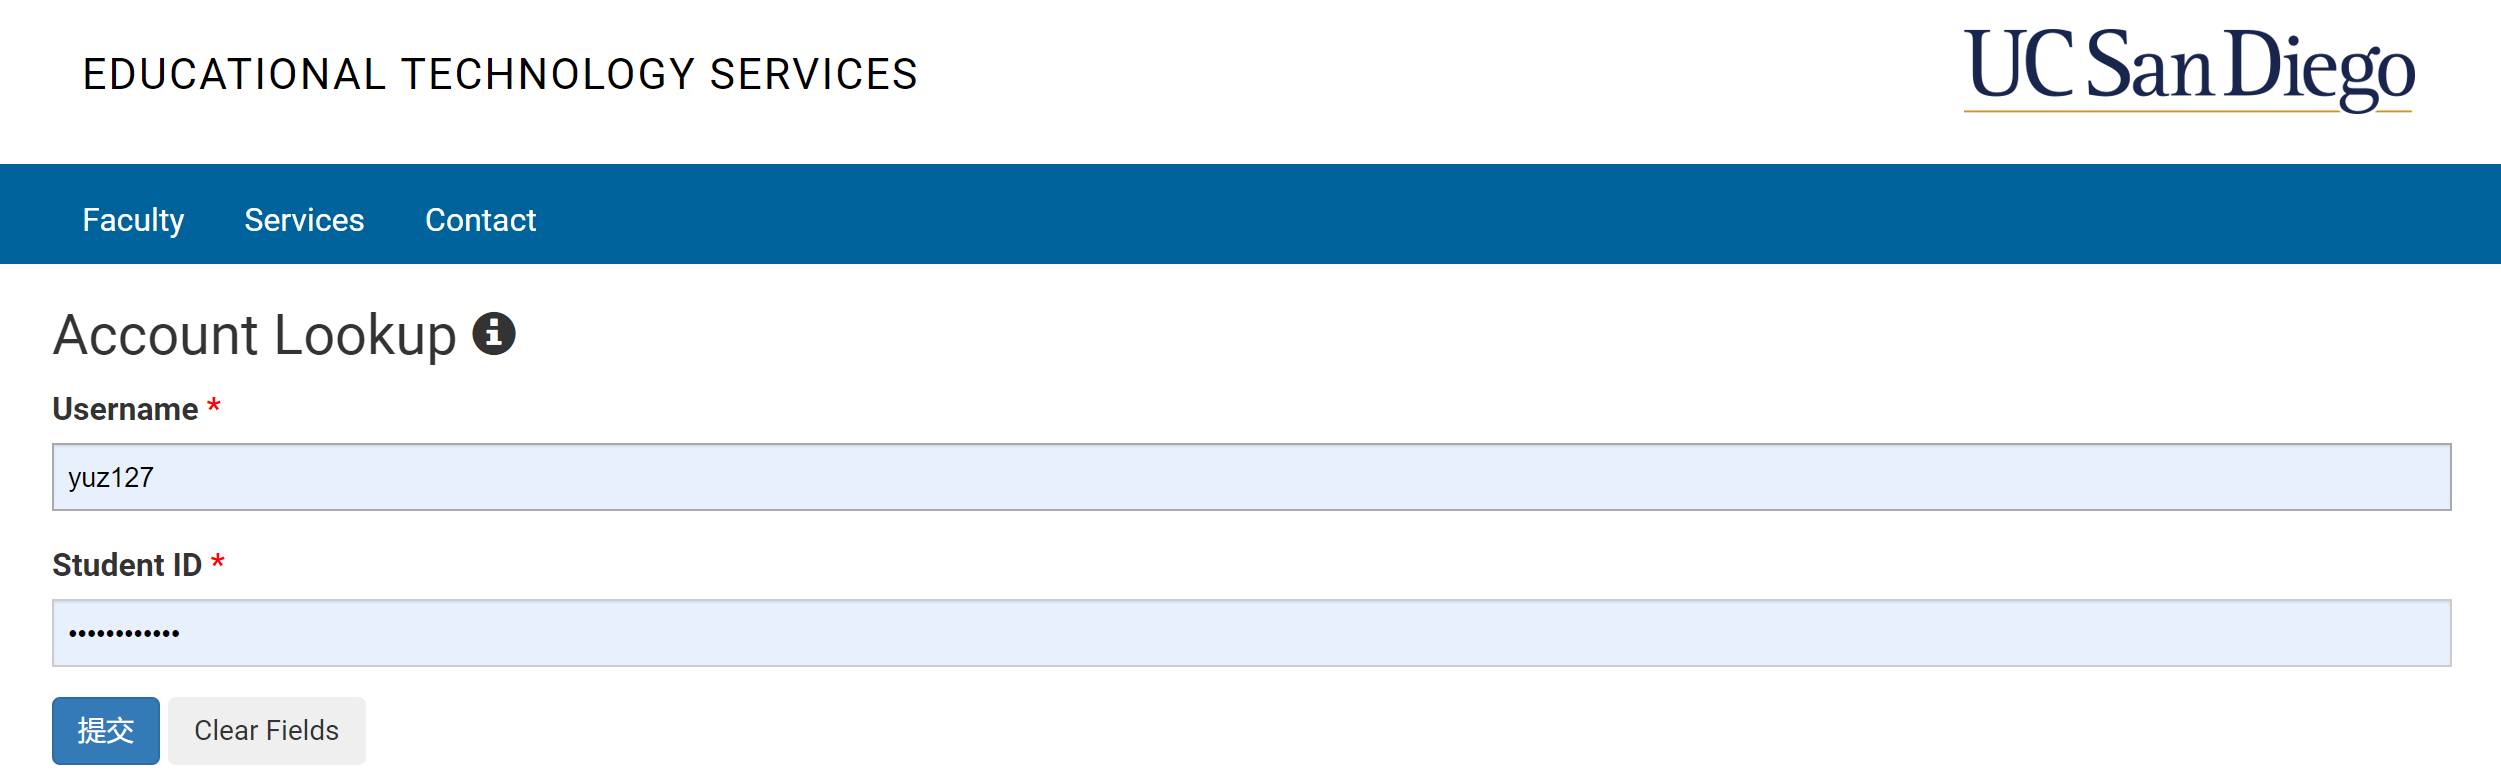 EDUCATIONAL TECHNOLOGY SERVICES
UC San Diego
Faculty Services Contact
Account Lookup
Username *
yuz127
Student ID *
••••••••••••
提交 Clear Fields